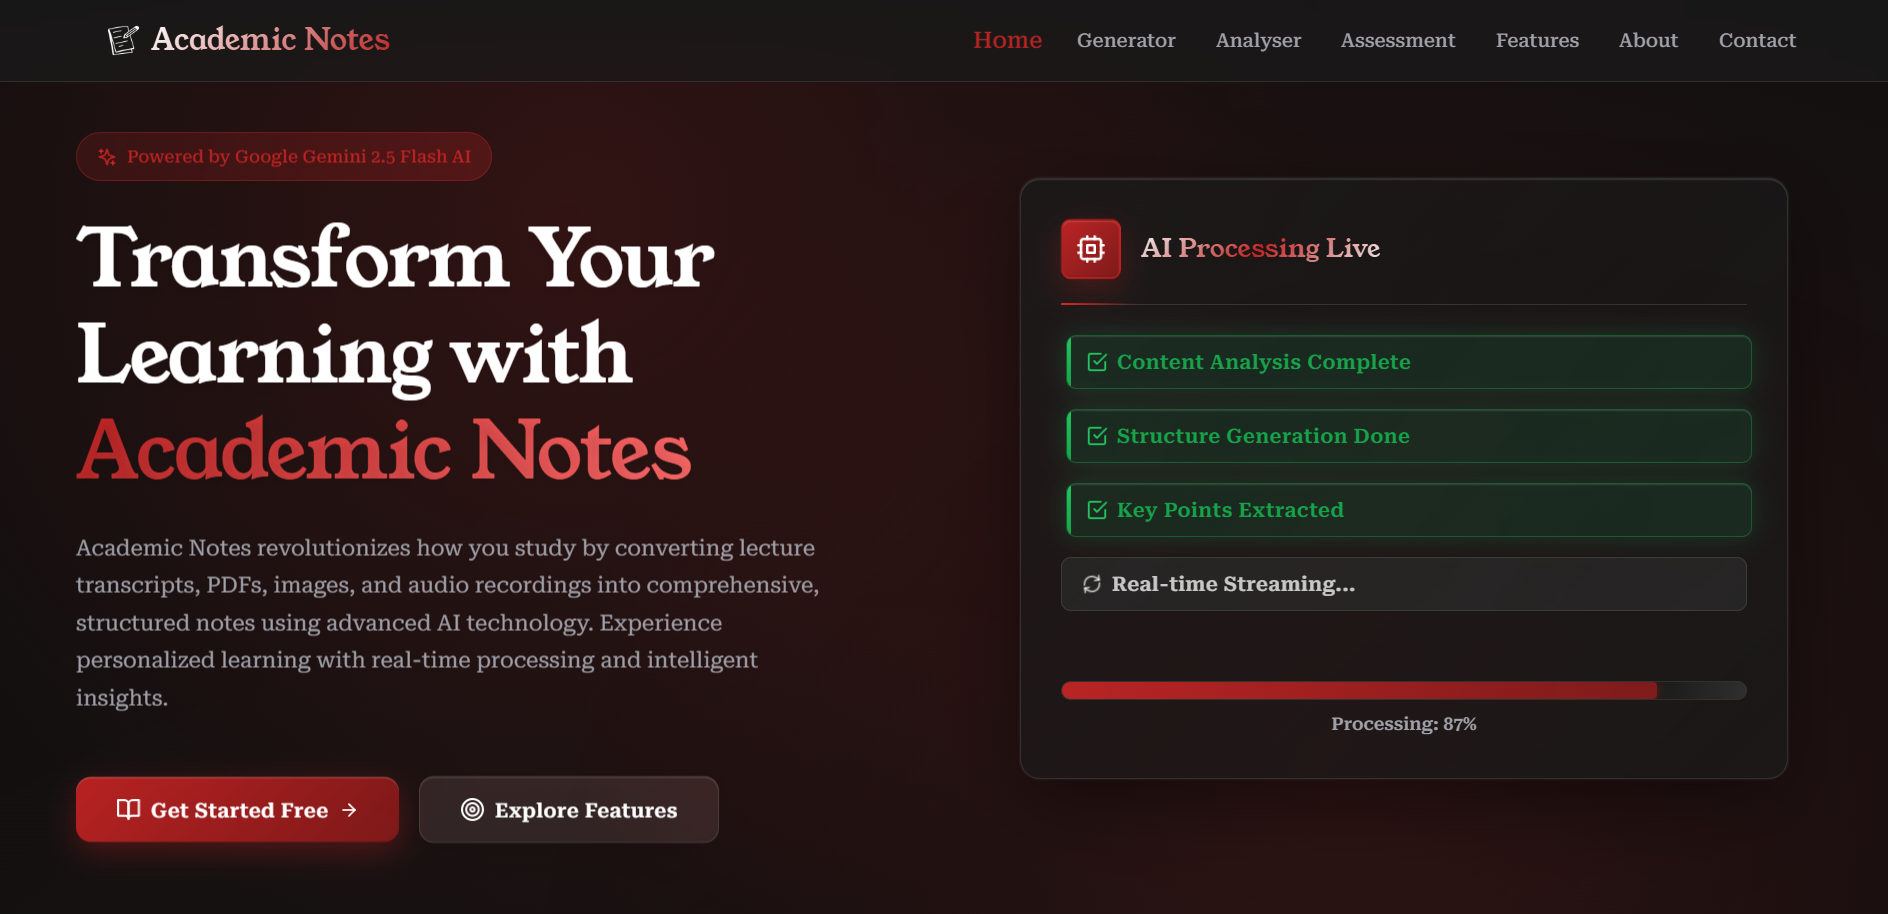 Academic Notes
Home
Generator
Analyser
Assessment
Features
About
Contact
Powered by Google Gemini 2.5 Flash AI
Transform Your
Learning with
Academic Notes
Academic Notes revolutionizes how you study by converting lecture
transcripts, PDFs, images, and audio recordings into comprehensive,
structured notes using advanced AI technology. Experience
personalized learning with real-time processing and intelligent
insights.
Get Started Free →
Explore Features
AI Processing Live
Content Analysis Complete
Structure Generation Done
Key Points Extracted
Real-time Streaming...
Processing: 87%